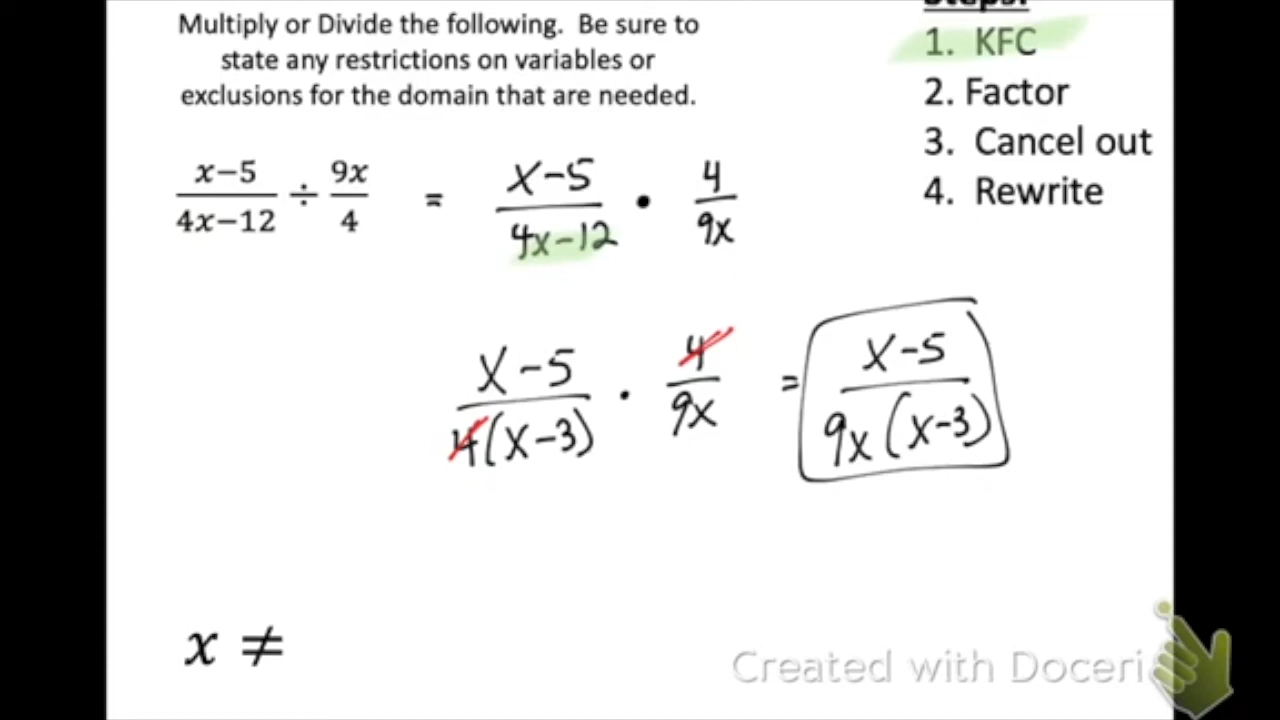 Steps:
Multiply or Divide the following. Be sure to
state any restrictions on variables or
exclusions for the domain that are needed.
1. KFC
2. Factor
3. Cancel out
4. Rewrite
x−5/4x−12 ÷ 9x/4 = x-5/4x-12 • 4/9x
x-5/4(x-3) • 4/9x = x-5/9x(x-3)
x ≠
Created with Doceri